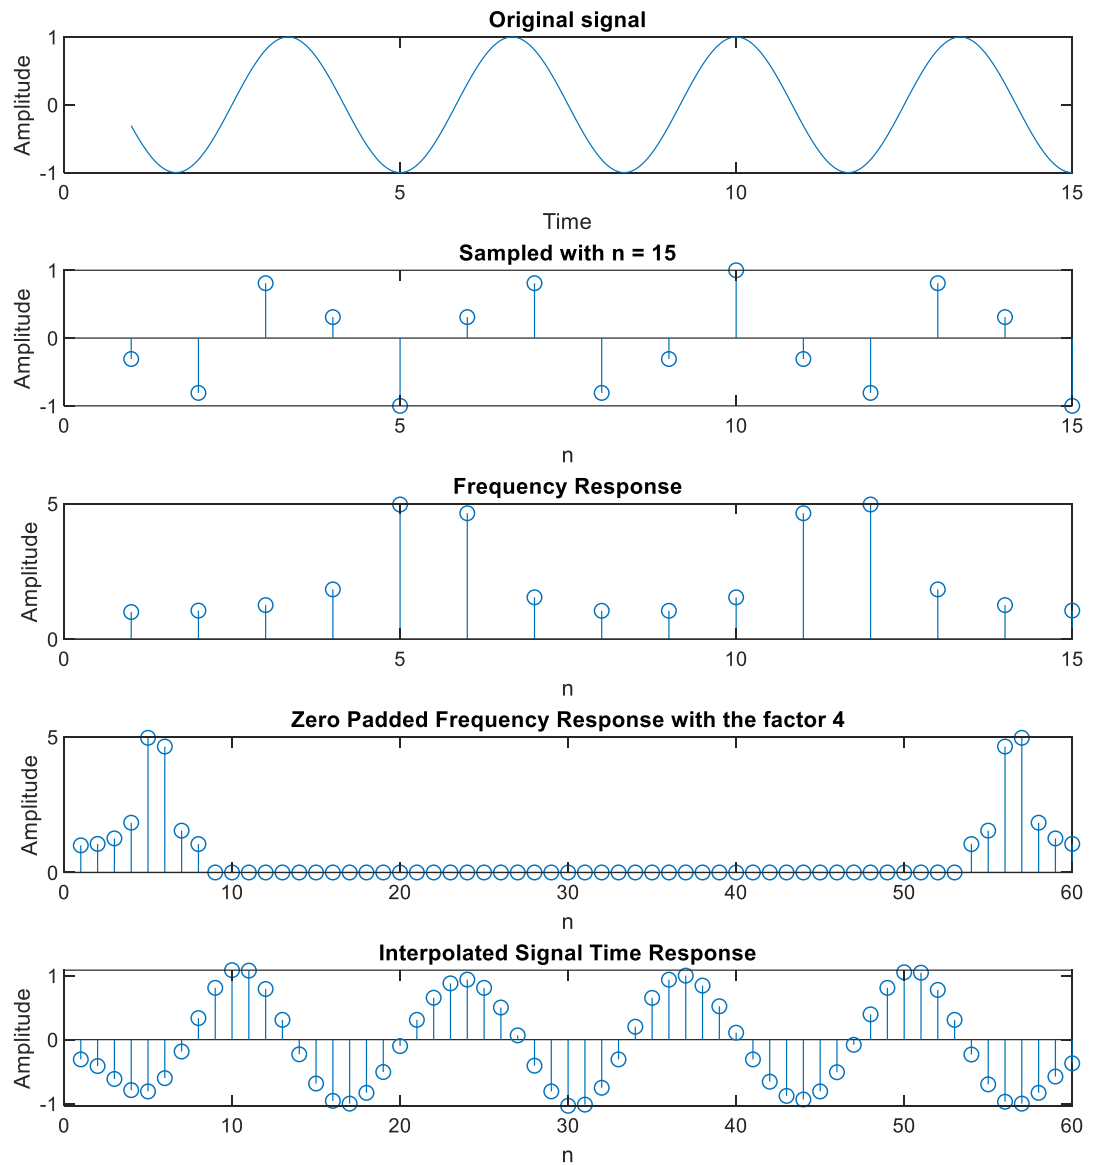 Original signal
1
0
-1
Amplitude
0 5 10 15
Time
Sampled with n = 15
1
0
-1
Amplitude
0 5 10 15
n
Frequency Response
5
0
Amplitude
0 5 10 15
n
Zero Padded Frequency Response with the factor 4
5
0
Amplitude
0 10 20 30 40 50 60
n
Interpolated Signal Time Response
1
0
-1
Amplitude
0 10 20 30 40 50 60
n